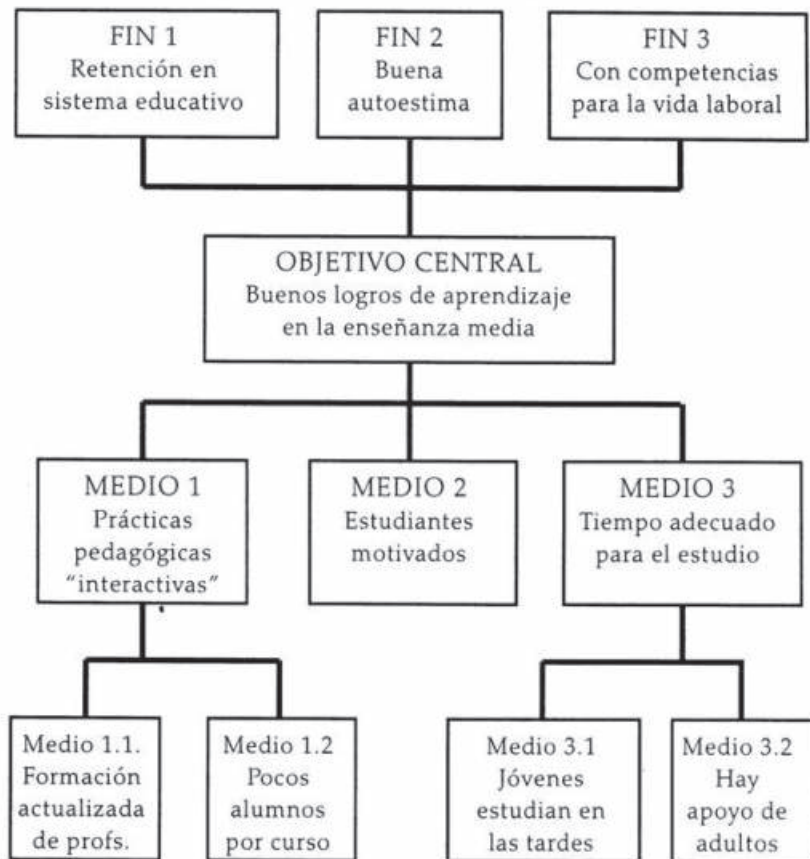 FIN 1
Retención en
sistema educativo
FIN 2
Buena
autoestima
FIN 3
Con competencias
para la vida laboral
OBJETIVO CENTRAL
Buenos logros de aprendizaje
en la enseñanza media
MEDIO 1
Prácticas
pedagógicas
“interactivas”
MEDIO 2
Estudiantes
motivados
MEDIO 3
Tiempo adecuado
para el estudio
Medio 1.1.
Formación
actualizada
de profs.
Medio 1.2
Pocos
alumnos
por curso
Medio 3.1
Jóvenes
estudian en
las tardes
Medio 3.2
Hay
apoyo de
adultos